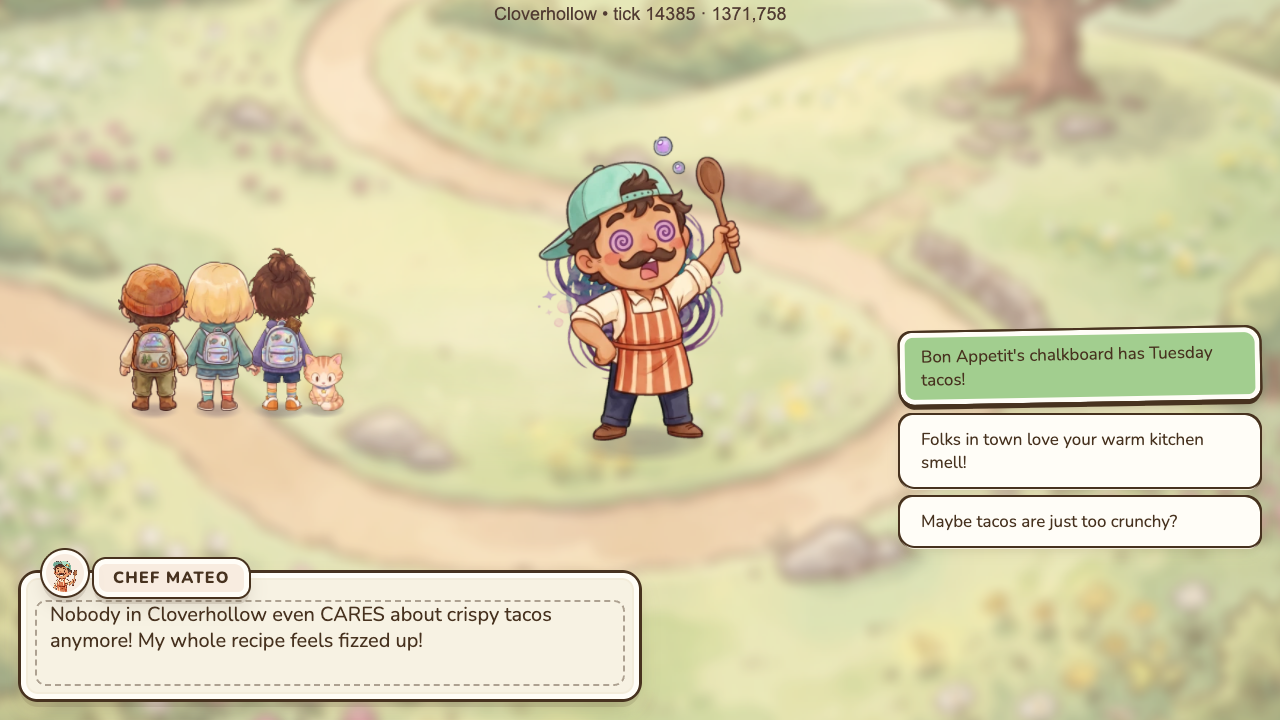 Cloverhollow • tick 14385 · 1371,758
Bon Appetit's chalkboard has Tuesday
tacos!
Folks in town love your warm kitchen
smell!
Maybe tacos are just too crunchy?
CHEF MATEO
Nobody in Cloverhollow even CARES about crispy tacos
anymore! My whole recipe feels fizzed up!